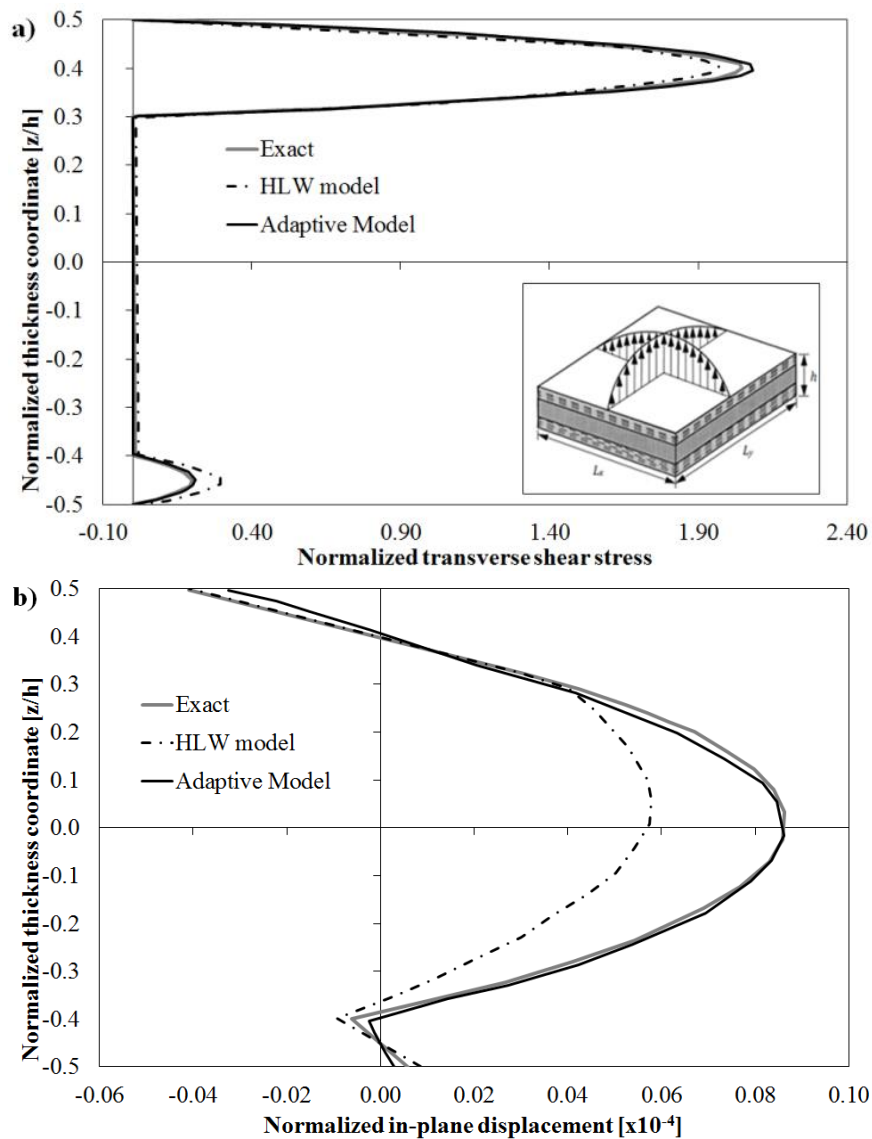 a)
Normalized thickness coordinate [z/h]
0.5
0.4
0.3
0.2
0.1
0.0
-0.1
-0.2
-0.3
-0.4
-0.5
Exact
HLW model
Adaptive Model
h
Lx
Ly
-0.10 0.40 0.90 1.40 1.90 2.40
Normalized transverse shear stress
b)
Normalized thickness coordinate [z/h]
0.5
0.4
0.3
0.2
0.1
0.0
-0.1
-0.2
-0.3
-0.4
-0.5
Exact
HLW model
Adaptive Model
-0.06 -0.04 -0.02 0.00 0.02 0.04 0.06 0.08 0.10
Normalized in-plane displacement [x10⁻⁴]